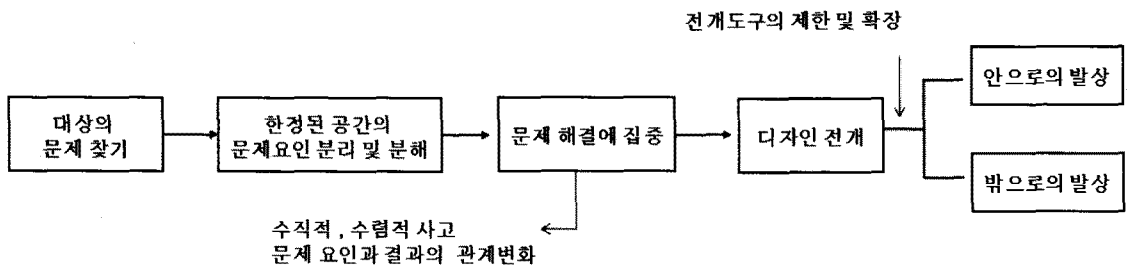 전개도구의 제한 및 확장
안으로의 발상
대상의
문제 찾기
한정된 공간의
문제요인 분리 및 분해
문제 해결에 집중
디자인 전개
밖으로의 발상
수직적, 수렴적 사고
문제 요인과 결과의 관계변화